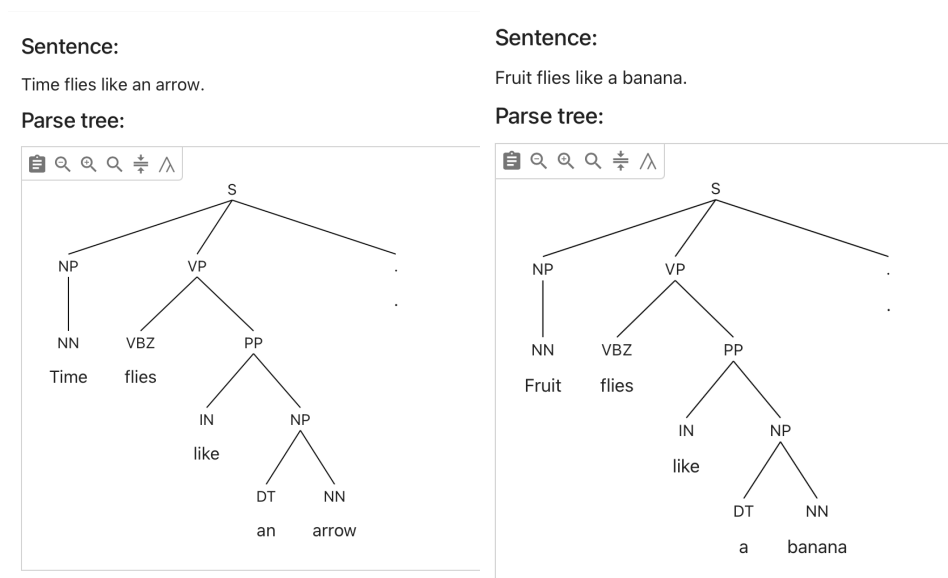 Sentence:
Time flies like an arrow.
Parse tree:
S
NP VP .
.
NN VBZ PP
Time flies
IN NP
like
DT NN
an arrow
Sentence:
Fruit flies like a banana.
Parse tree:
S
NP VP .
.
NN VBZ PP
Fruit flies
IN NP
like
DT NN
a banana